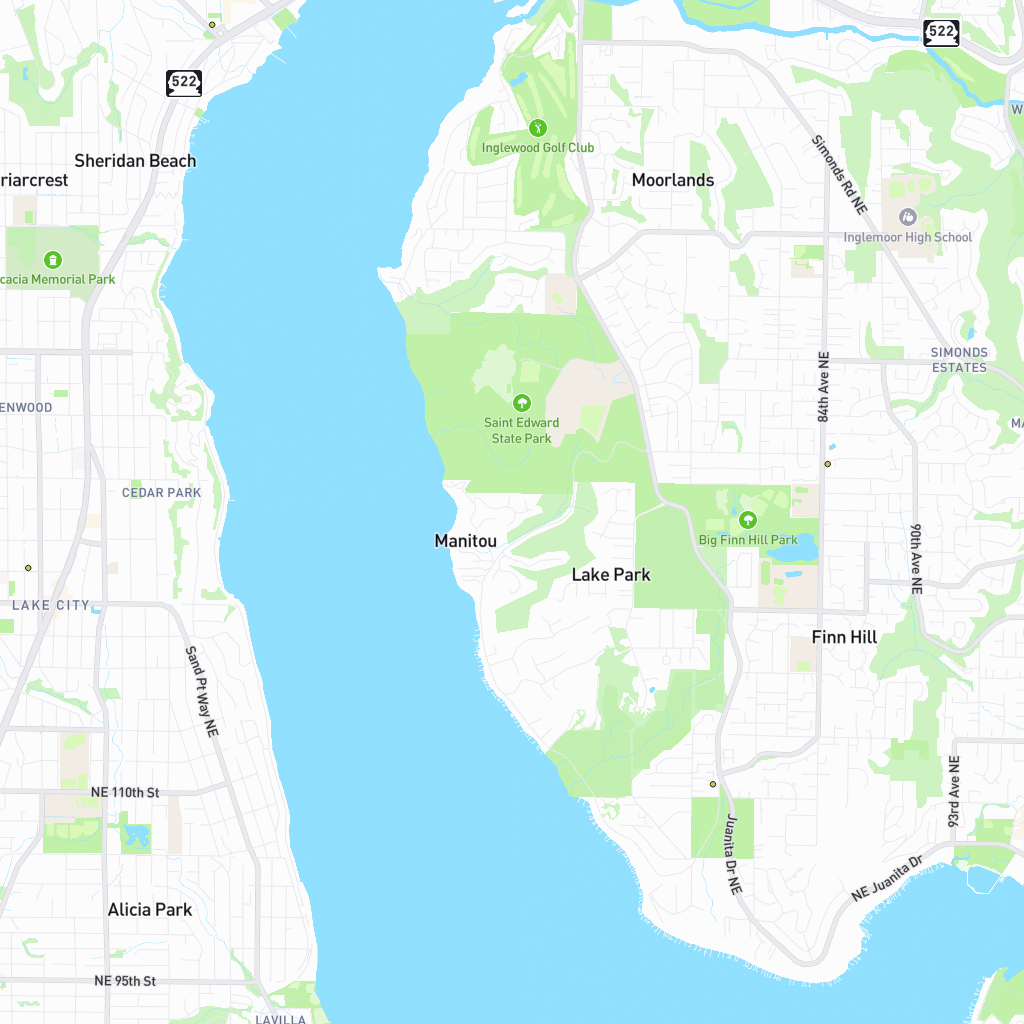 522
522
Sheridan Beach
riarcrest
Inglewood Golf Club
Moorlands
Simonds Rd NE
W
Inglemoor High School
cacia Memorial Park
84th Ave NE
SIMONDS
ESTATES
ENWOOD
Saint Edward
State Park
MA
CEDAR PARK
Manitou
Big Finn Hill Park
90th Ave NE
Lake Park
LAKE CITY
Finn Hill
Sand Pt Way NE
NE 110th St
93rd Ave NE
Juanita Dr NE
NE Juanita Dr
Alicia Park
NE 95th St
LAVILLA